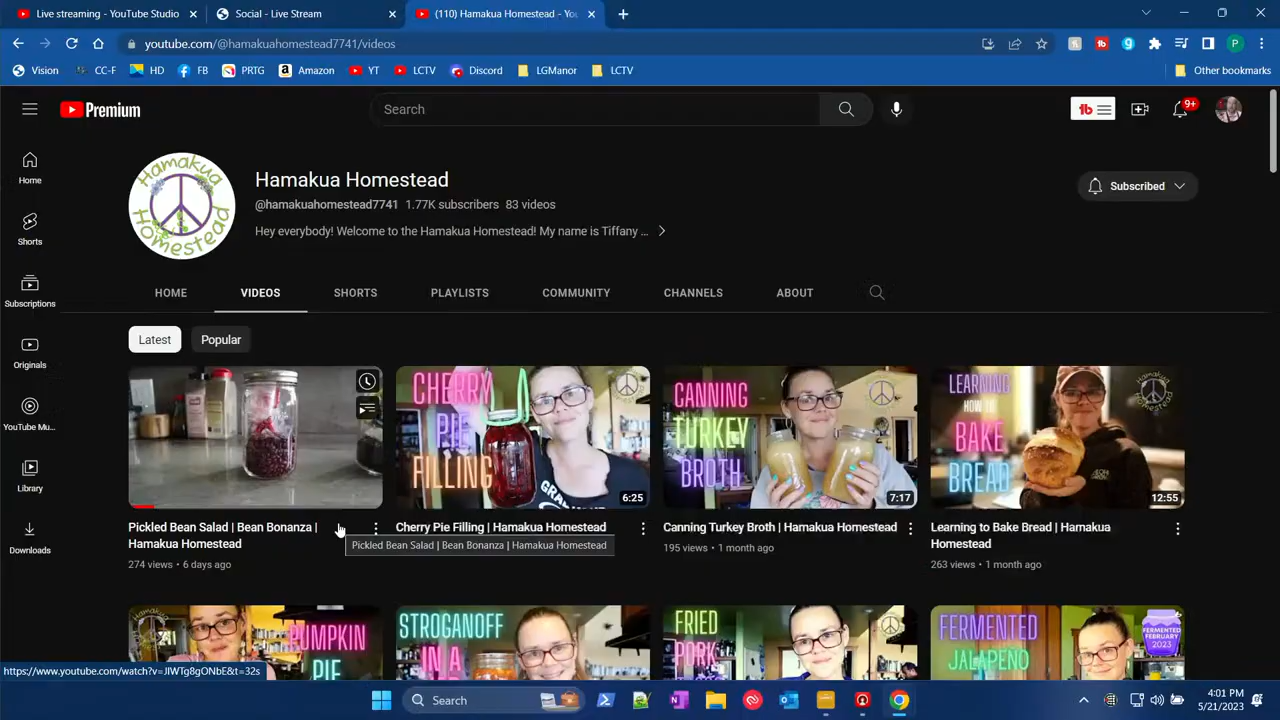 Live streaming - YouTube Studio
Social - Live Stream
(110) Hamakua Homestead - You
youtube.com/@hamakuahomestead7741/videos
Vision
CC-F
HD
FB
PRTG
Amazon
YT
LCTV
Discord
LGManor
LCTV
Other bookmarks
Premium
Search
9+
Home
Shorts
Subscriptions
Originals
YouTube Mu...
Library
Downloads
Hamakua Homestead
Hamakua Homestead
@hamakuahomestead7741 1.77K subscribers 83 videos
Hey everybody! Welcome to the Hamakua Homestead! My name is Tiffany ...
Subscribed
HOME
VIDEOS
SHORTS
PLAYLISTS
COMMUNITY
CHANNELS
ABOUT
Latest
Popular
CHERRY
PIE
FILLING
6:25
CANNING
TURKEY
BROTH
7:17
LEARNING
HOW TO
BAKE
BREAD
12:55
Pickled Bean Salad | Bean Bonanza |
Hamakua Homestead
274 views • 6 days ago
Pickled Bean Salad | Bean Bonanza | Hamakua Homestead
Cherry Pie Filling | Hamakua Homestead
Canning Turkey Broth | Hamakua Homestead
195 views • 1 month ago
Learning to Bake Bread | Hamakua
Homestead
263 views • 1 month ago
PUMPKIN
PIE
STROGANOFF
IN A
FRIED
PORK
FERMENTED
JALAPEÑO
FERMENTED
FEBRUARY
2023
https://www.youtube.com/watch?v=JlWTg8gONbE&t=32s
Search
4:01 PM
5/21/2023